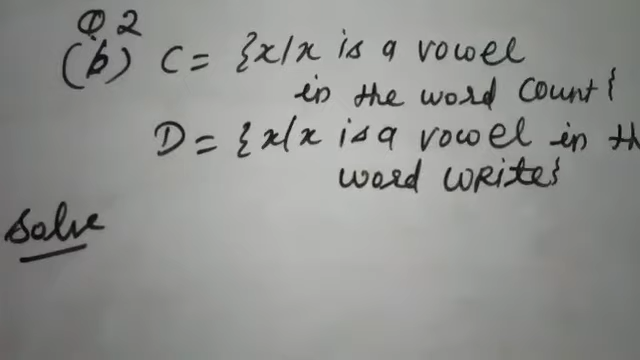 Q 2
(b) C = {x/x is a vowel
in the word count{
D = {x/x is a vowel in th
word write}
Solve